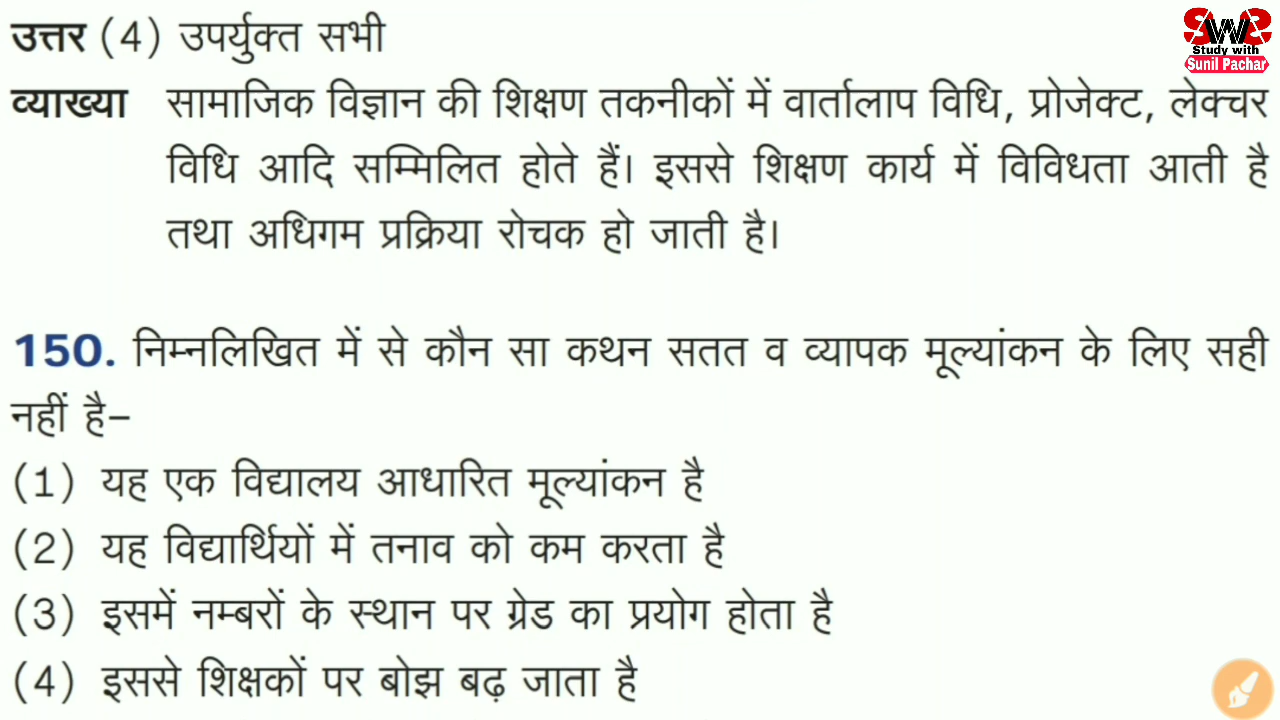 उत्तर (4) उपर्युक्त सभी
SWS
Study with
Sunil Pachar
व्याख्या सामाजिक विज्ञान की शिक्षण तकनीकों में वार्तालाप विधि, प्रोजेक्ट, लेक्चर
विधि आदि सम्मिलित होते हैं। इससे शिक्षण कार्य में विविधता आती है
तथा अधिगम प्रक्रिया रोचक हो जाती है।
150. निम्नलिखित में से कौन सा कथन सतत व व्यापक मूल्यांकन के लिए सही
नहीं है–
(1) यह एक विद्यालय आधारित मूल्यांकन है
(2) यह विद्यार्थियों में तनाव को कम करता है
(3) इसमें नम्बरों के स्थान पर ग्रेड का प्रयोग होता है
(4) इससे शिक्षकों पर बोझ बढ़ जाता है